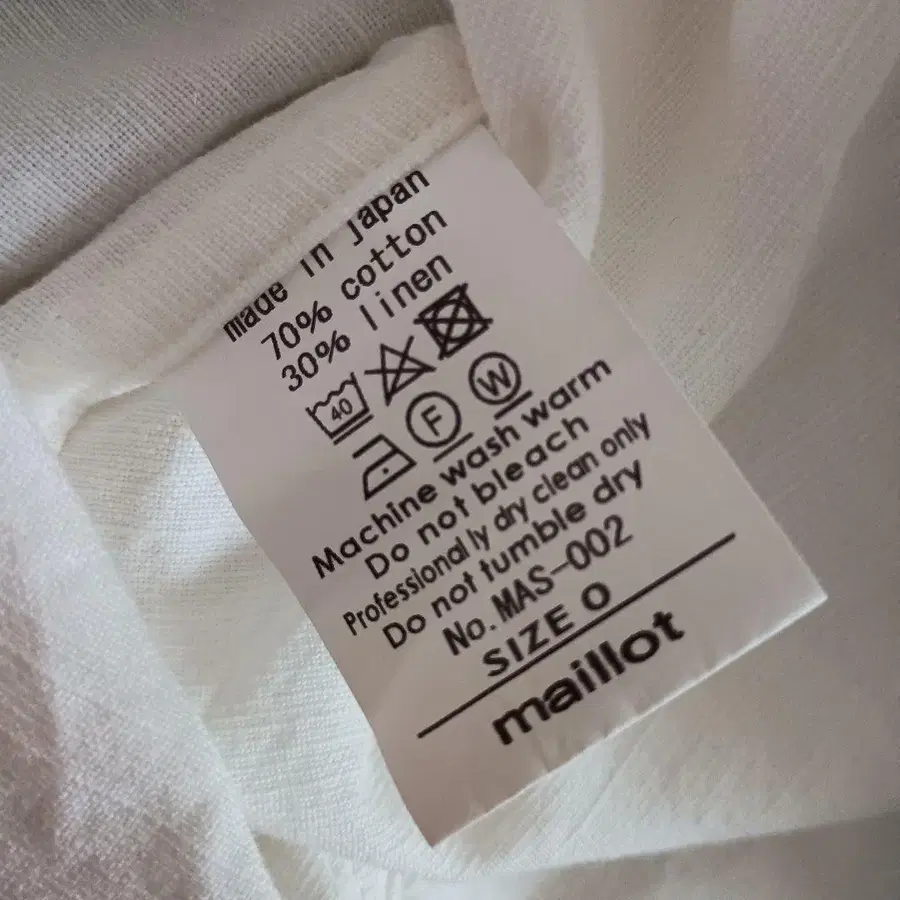 made in japan
70% cotton
30% linen
40
F W
Machine wash warm
Do not bleach
Professionally dry clean only
Do not tumble dry
No.MAS-002
SIZE 0
maillot